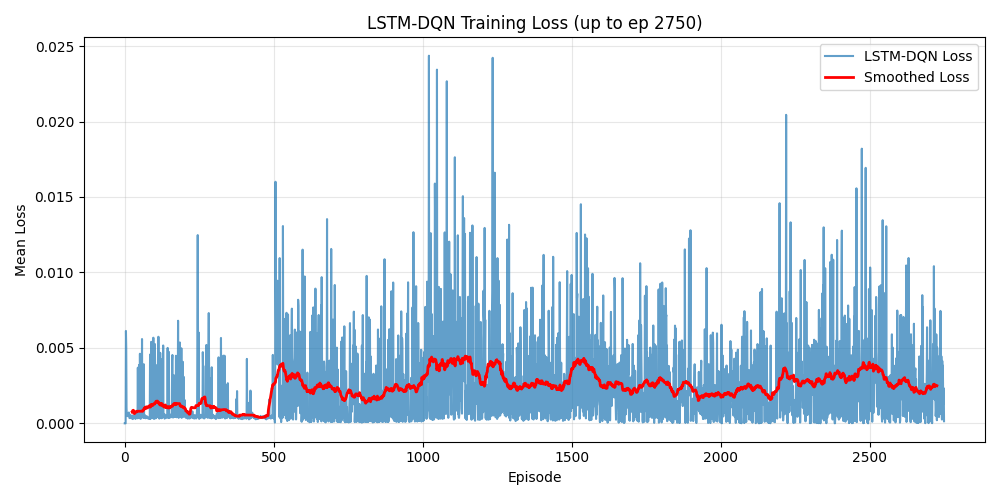 LSTM-DQN Training Loss (up to ep 2750)
0.025
0.020
0.015
0.010
0.005
0.000
Mean Loss
LSTM-DQN Loss
Smoothed Loss
0
500
1000
1500
2000
2500
Episode